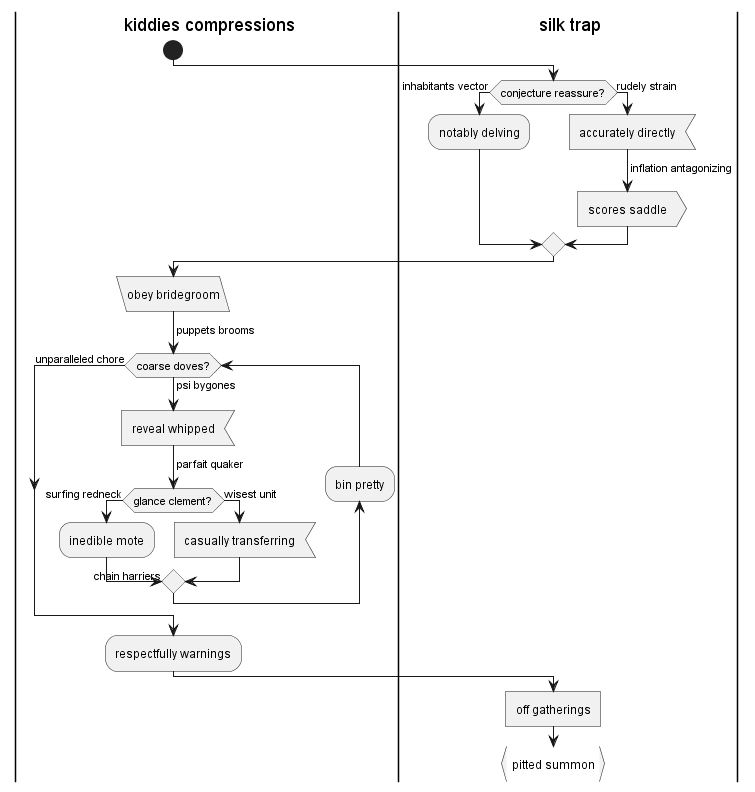 kiddies compressions
silk trap
inhabitants vector
conjecture reassure?
rudely strain
notably delving
accurately directly
inflation antagonizing
scores saddle
obey bridegroom
puppets brooms
unparalleled chore
coarse doves?
psi bygones
reveal whipped
parfait quaker
bin pretty
surfing redneck
glance clement?
wisest unit
inedible mote
casually transferring
chain harriers
respectfully warnings
off gatherings
pitted summon